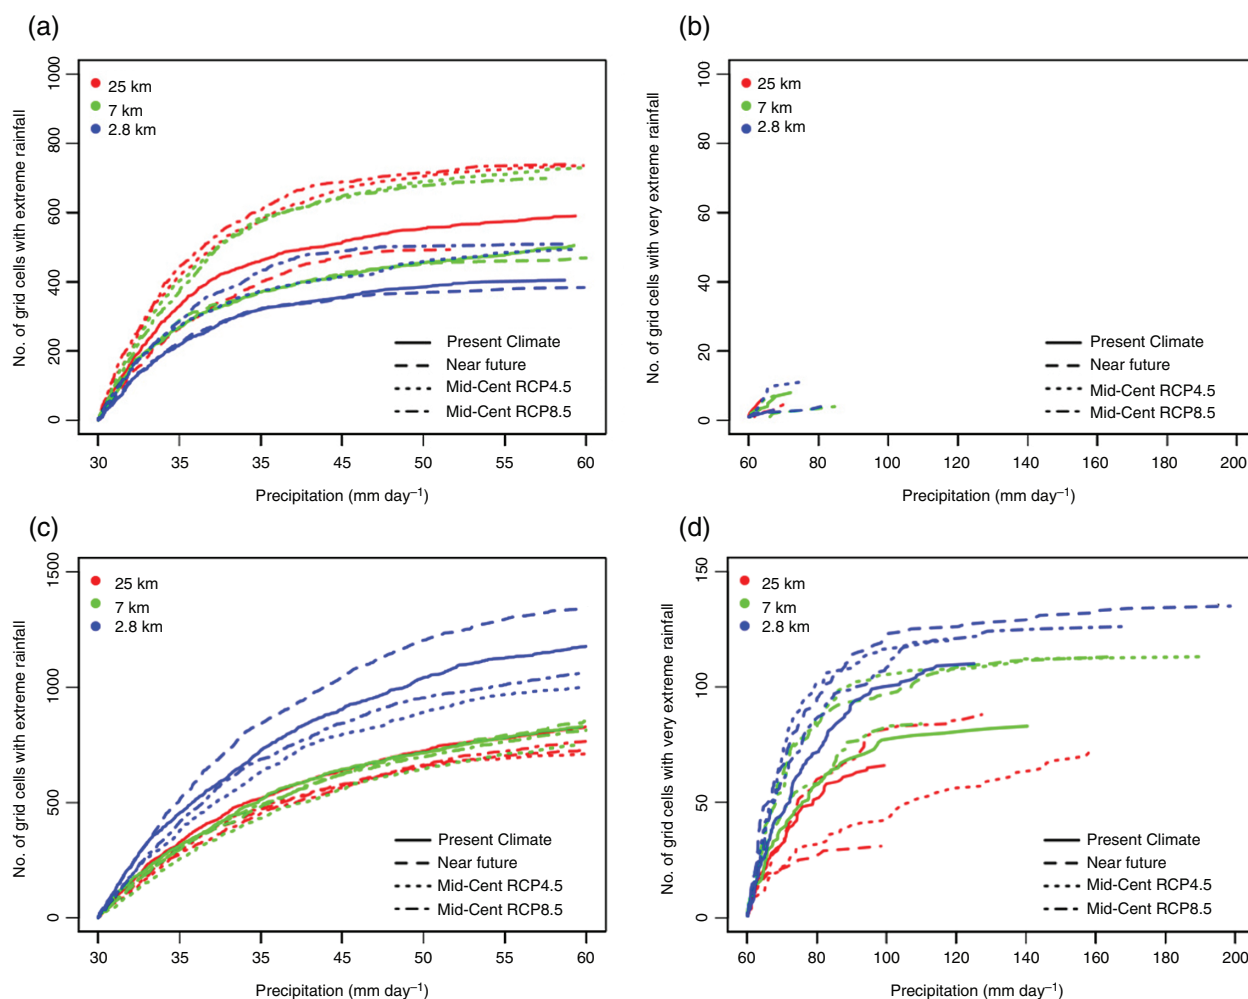 (a)
No. of grid cells with extreme rainfall
1000
800
600
400
200
0
25 km
7 km
2.8 km
Present Climate
Near future
Mid-Cent RCP4.5
Mid-Cent RCP8.5
30 35 35 45 50 55 60
Precipitation (mm day⁻¹)
(b)
No. of grid cells with very extreme rainfall
100
80
60
40
20
0
25 km
7 km
2.8 km
Present Climate
Near future
Mid-Cent RCP4.5
Mid-Cent RCP8.5
60 80 100 120 140 160 180 200
Precipitation (mm day⁻¹)
(c)
No. of grid cells with extreme rainfall
1500
1000
500
0
25 km
7 km
2.8 km
Present Climate
Near future
Mid-Cent RCP4.5
Mid-Cent RCP8.5
30 35 35 45 50 55 60
Precipitation (mm day⁻¹)
(d)
No. of grid cells with very extreme rainfall
150
100
50
0
25 km
7 km
2.8 km
Present Climate
Near future
Mid-Cent RCP4.5
Mid-Cent RCP8.5
60 80 100 120 140 160 180 200
Precipitation (mm day⁻¹)